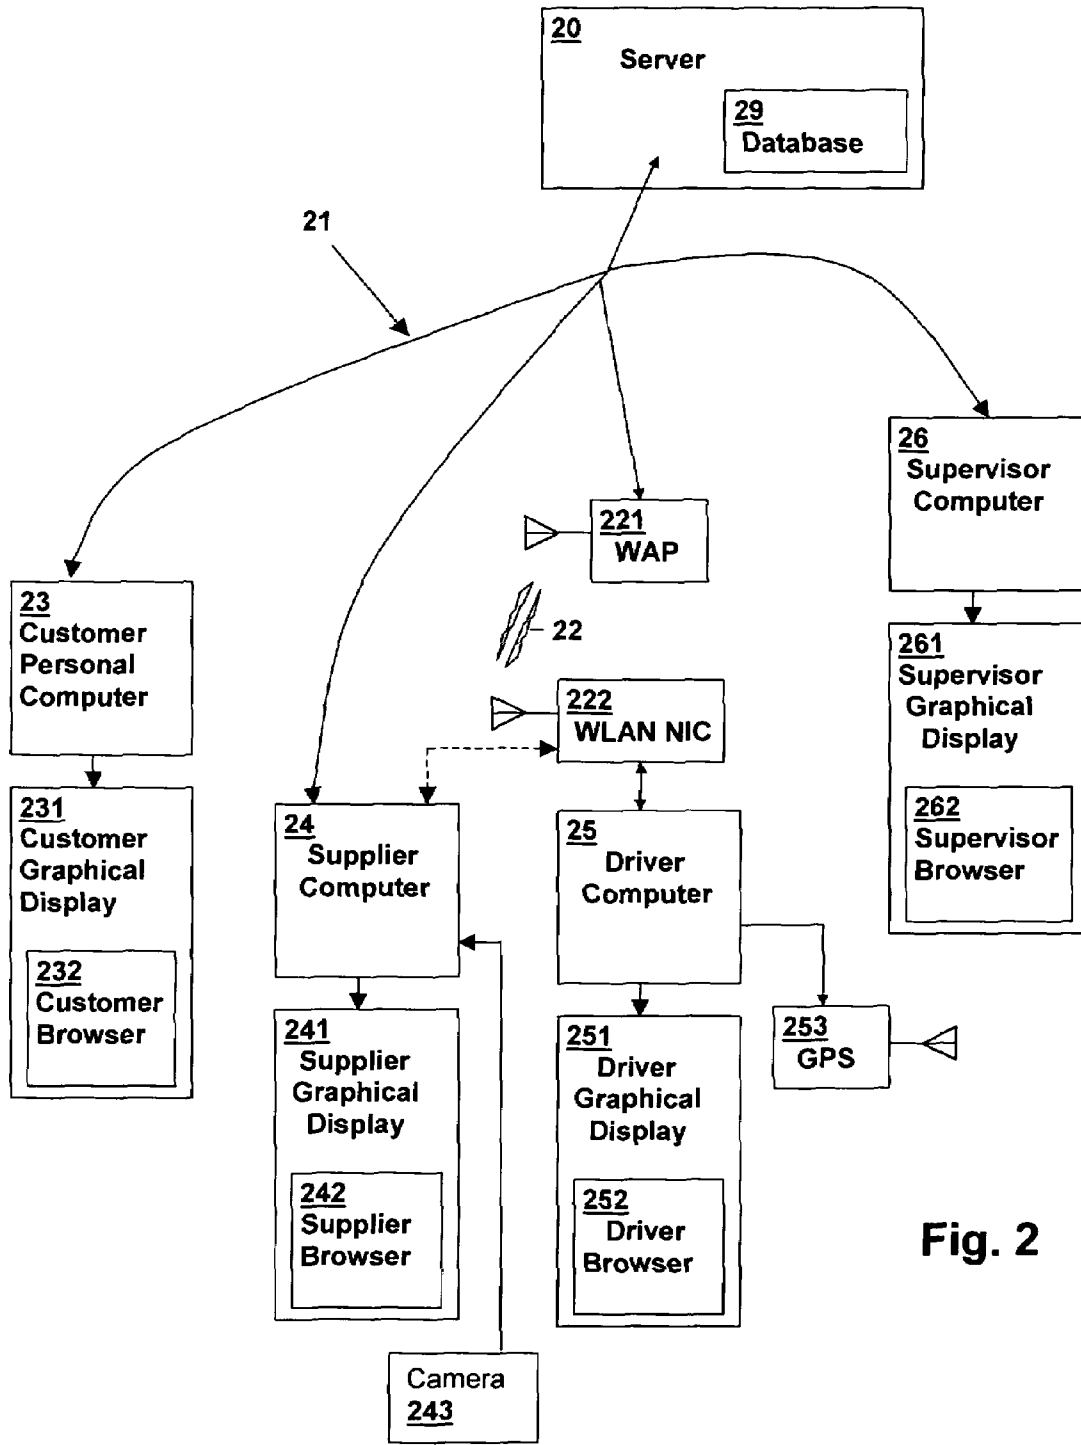 20
Server
29
Database
21
26
Supervisor
Computer
221
WAP
22
23
Customer
Personal
Computer
261
Supervisor
Graphical
Display
222
WLAN NIC
262
Supervisor
Browser
231
Customer
Graphical
Display
24
Supplier
Computer
25
Driver
Computer
232
Customer
Browser
241
Supplier
Graphical
Display
251
Driver
Graphical
Display
253
GPS
242
Supplier
Browser
252
Driver
Browser
Fig. 2
Camera
243